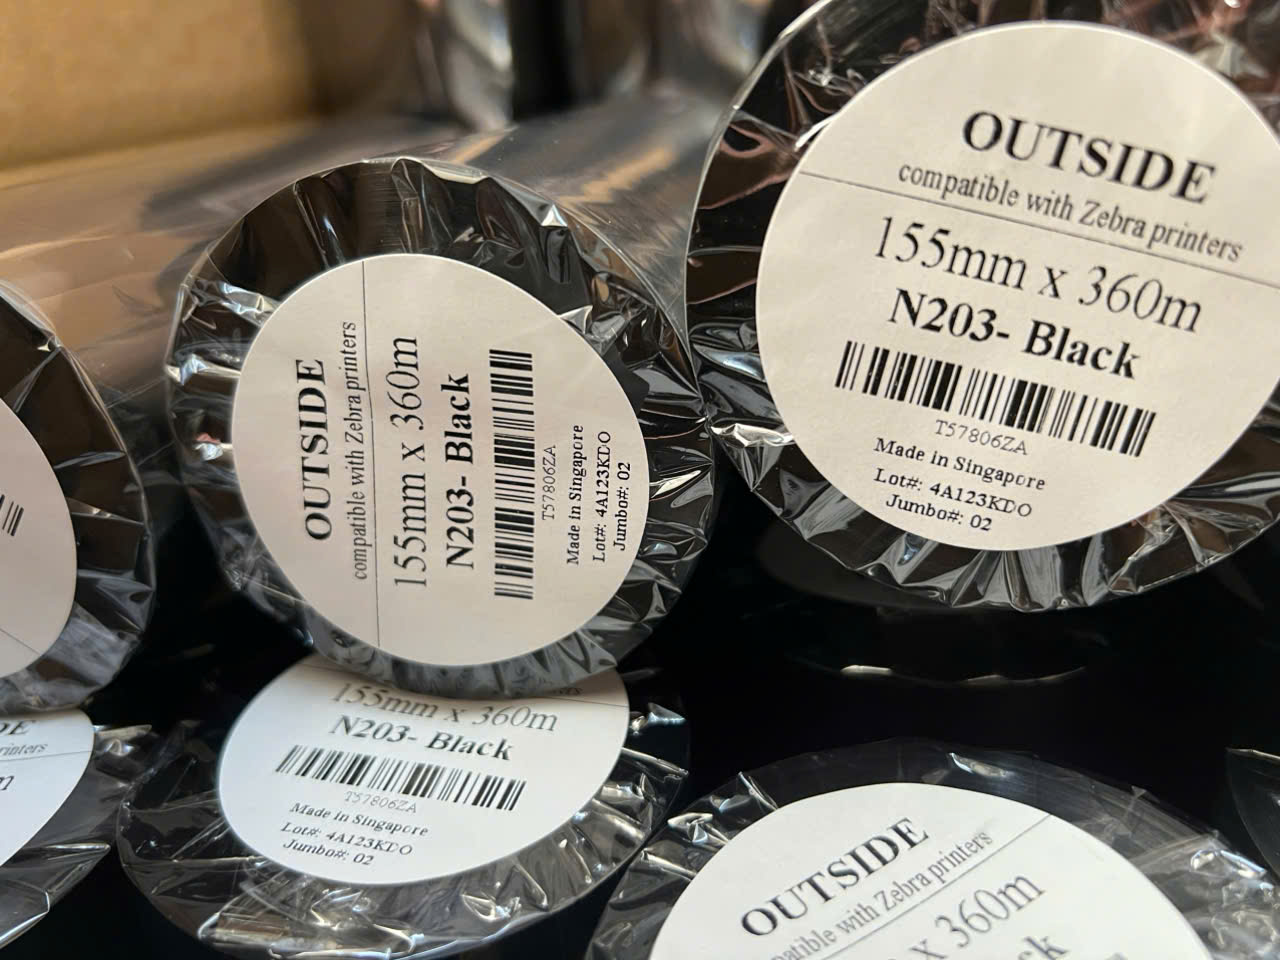 OUTSIDE
compatible with Zebra printers
155mm x 360m
N203- Black
T57806ZA
Made in Singapore
Lot#: 4A123KDO
Jumbo#: 02
OUTSIDE
compatible with Zebra printers
155mm x 360m
N203- Black
T57806ZA
Made in Singapore
Lot#: 4A123KDO
Jumbo#: 02
155mm x 360m
N203- Black
T57806ZA
Made in Singapore
Lot#: 4A123KDO
Jumbo#: 02
OUTSIDE
with Zebra printers
x 360m